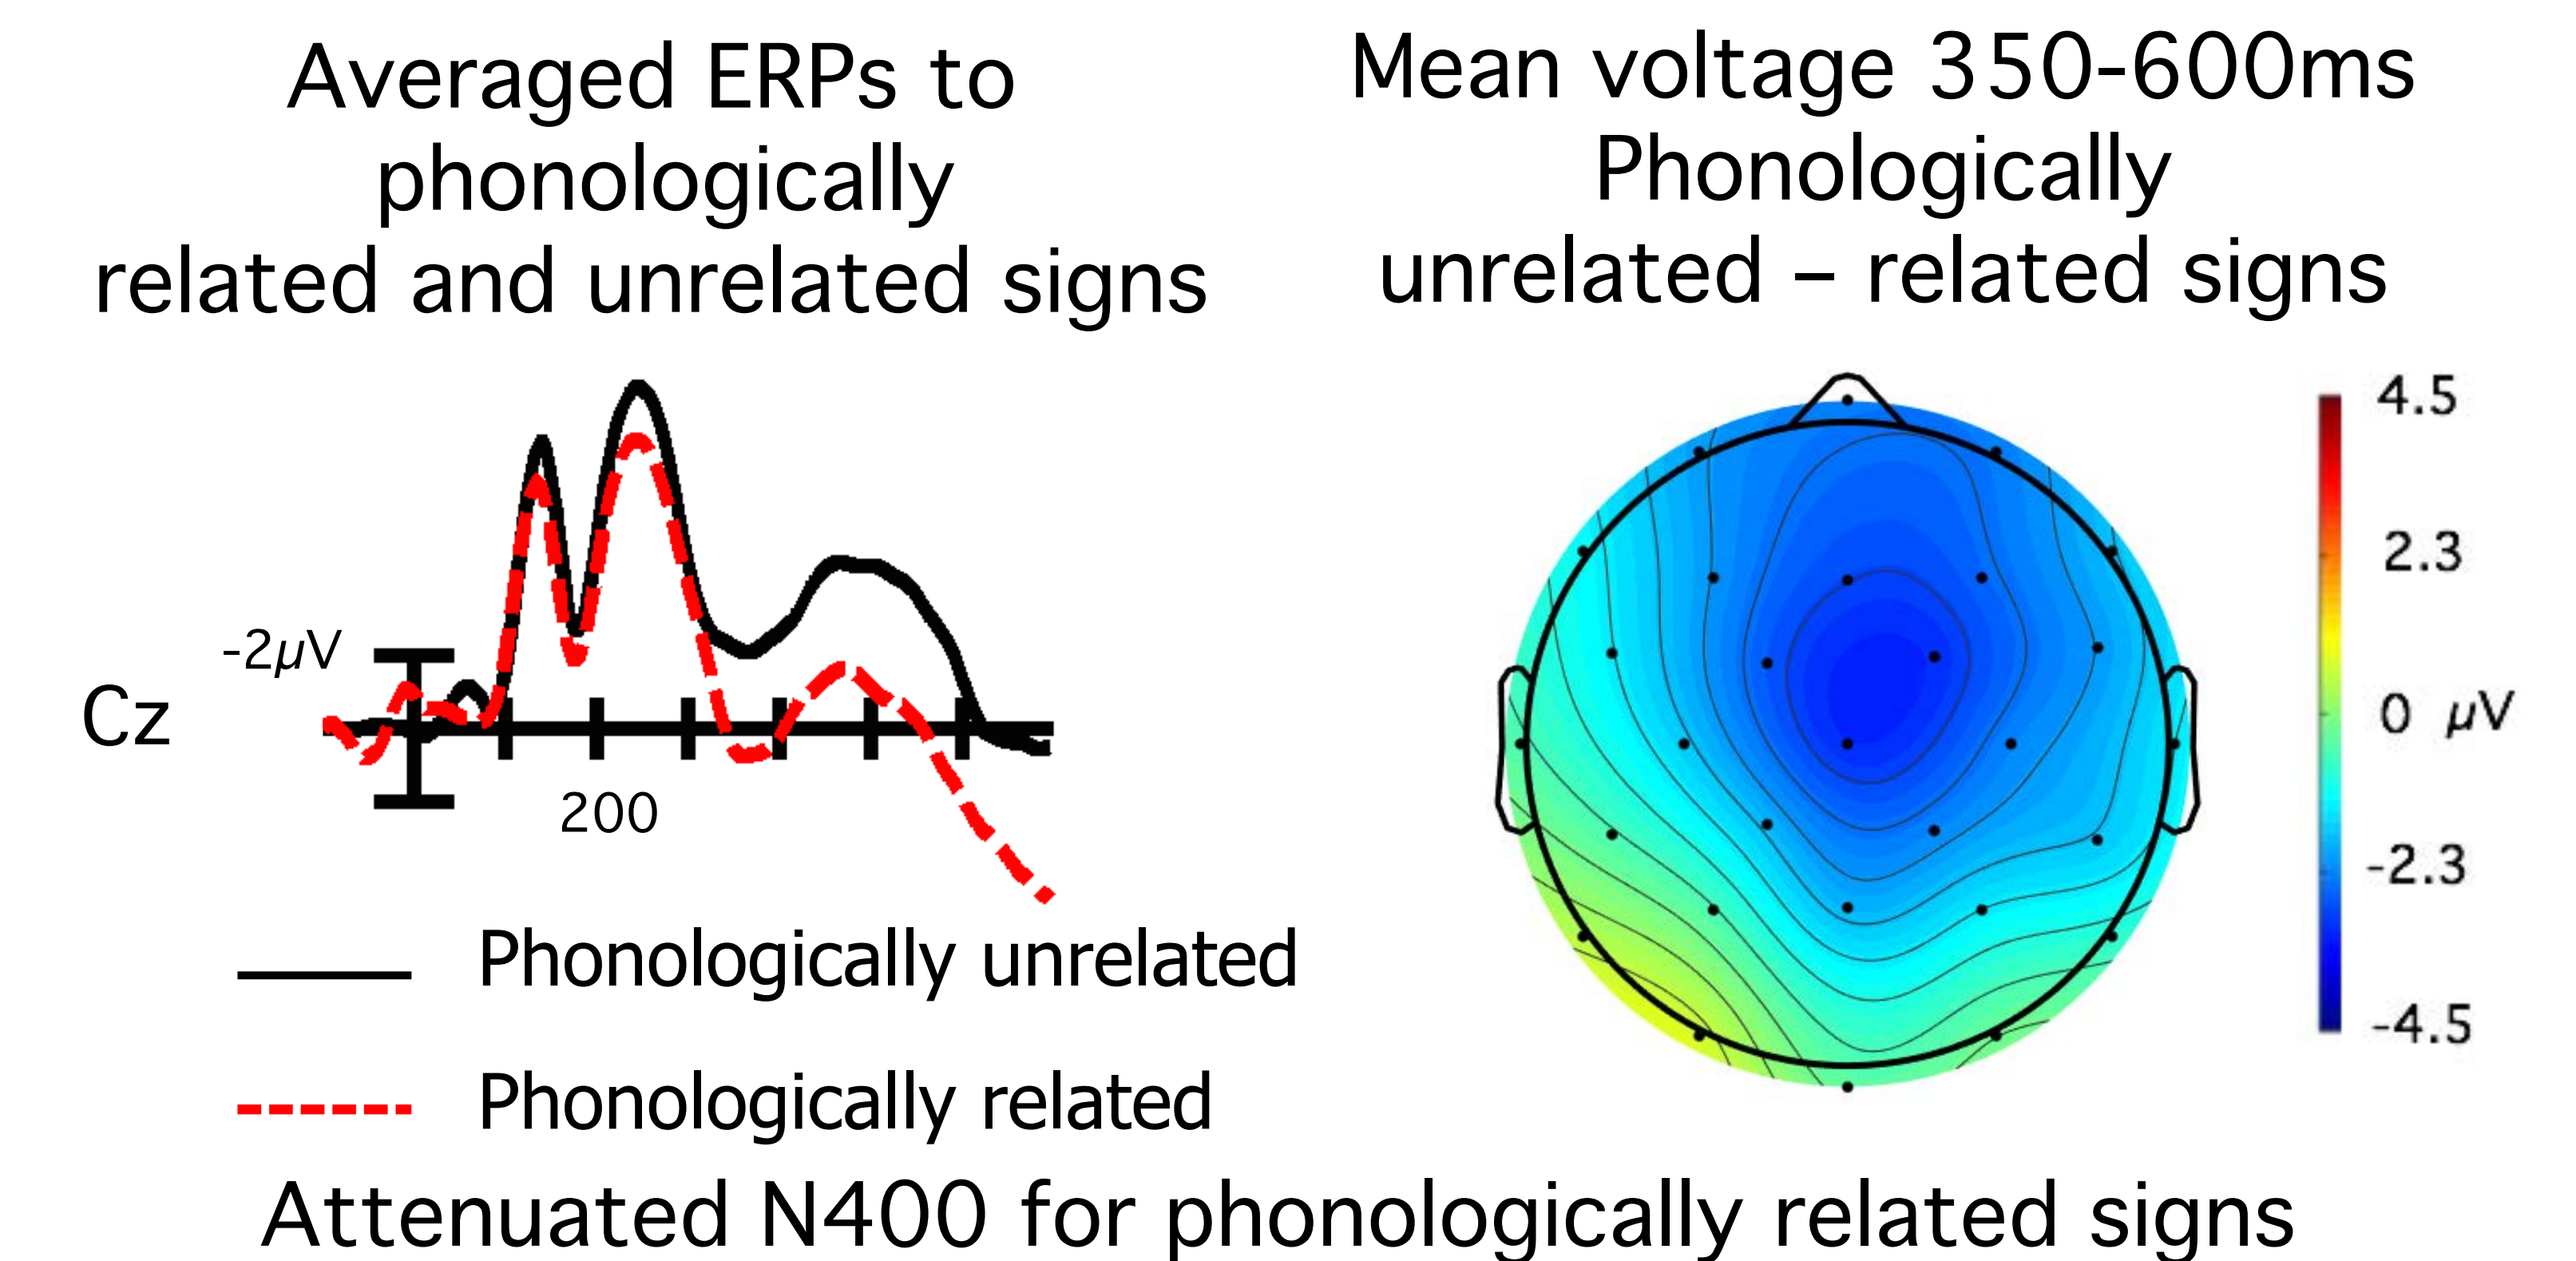 Averaged ERPs to
phonologically
related and unrelated signs
Mean voltage 350-600ms
Phonologically
unrelated – related signs
-2µV
Cz
200
Phonologically unrelated
Phonologically related
4.5
2.3
0 µV
-2.3
-4.5
Attenuated N400 for phonologically related signs